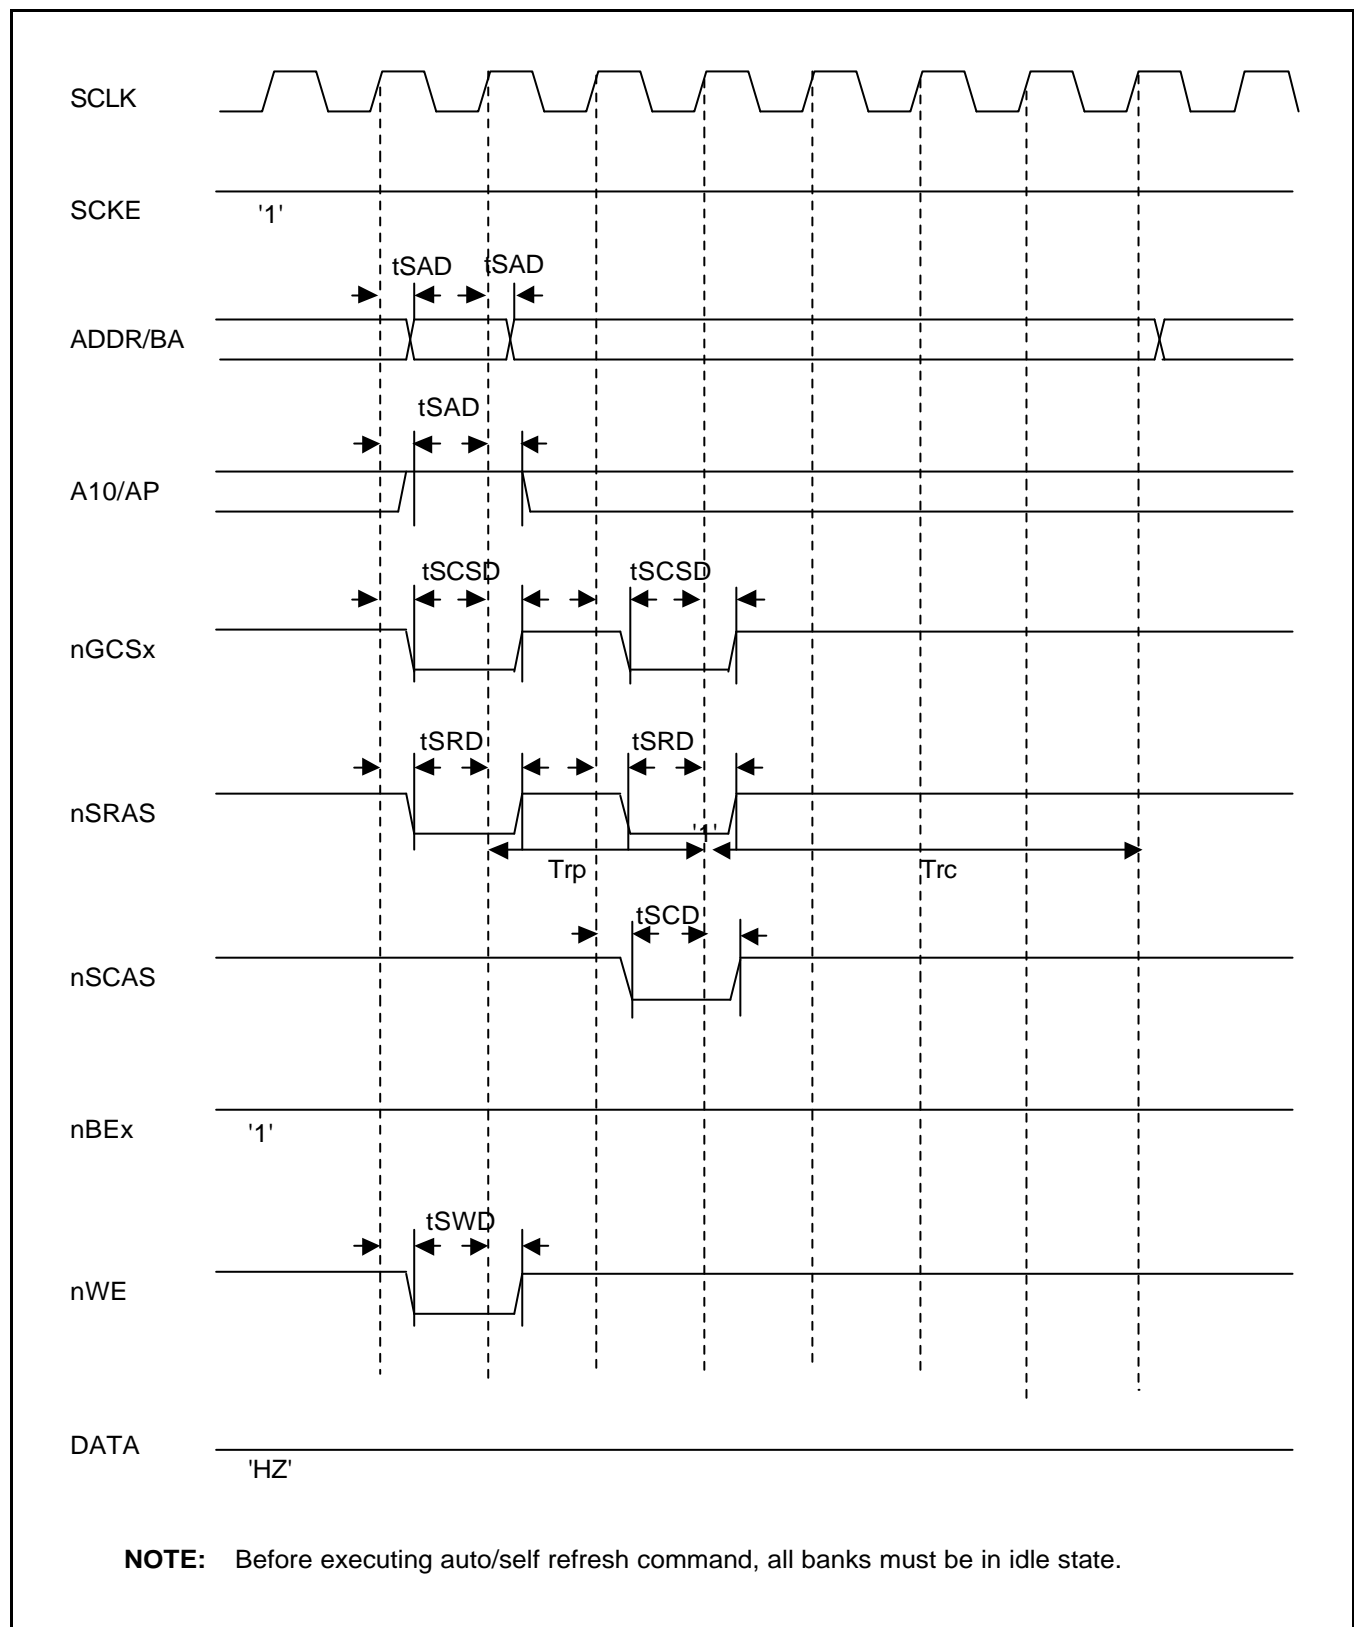 SCLK
SCKE
'1'
tSAD
tSAD
ADDR/BA
tSAD
A10/AP
tSCSD
tSCSD
nGCSx
tSRD
tSRD
nSRAS
'1'
Trp
Trc
tSCD
nSCAS
nBEx
'1'
tSWD
nWE
DATA
'HZ'
NOTE: Before executing auto/self refresh command, all banks must be in idle state.